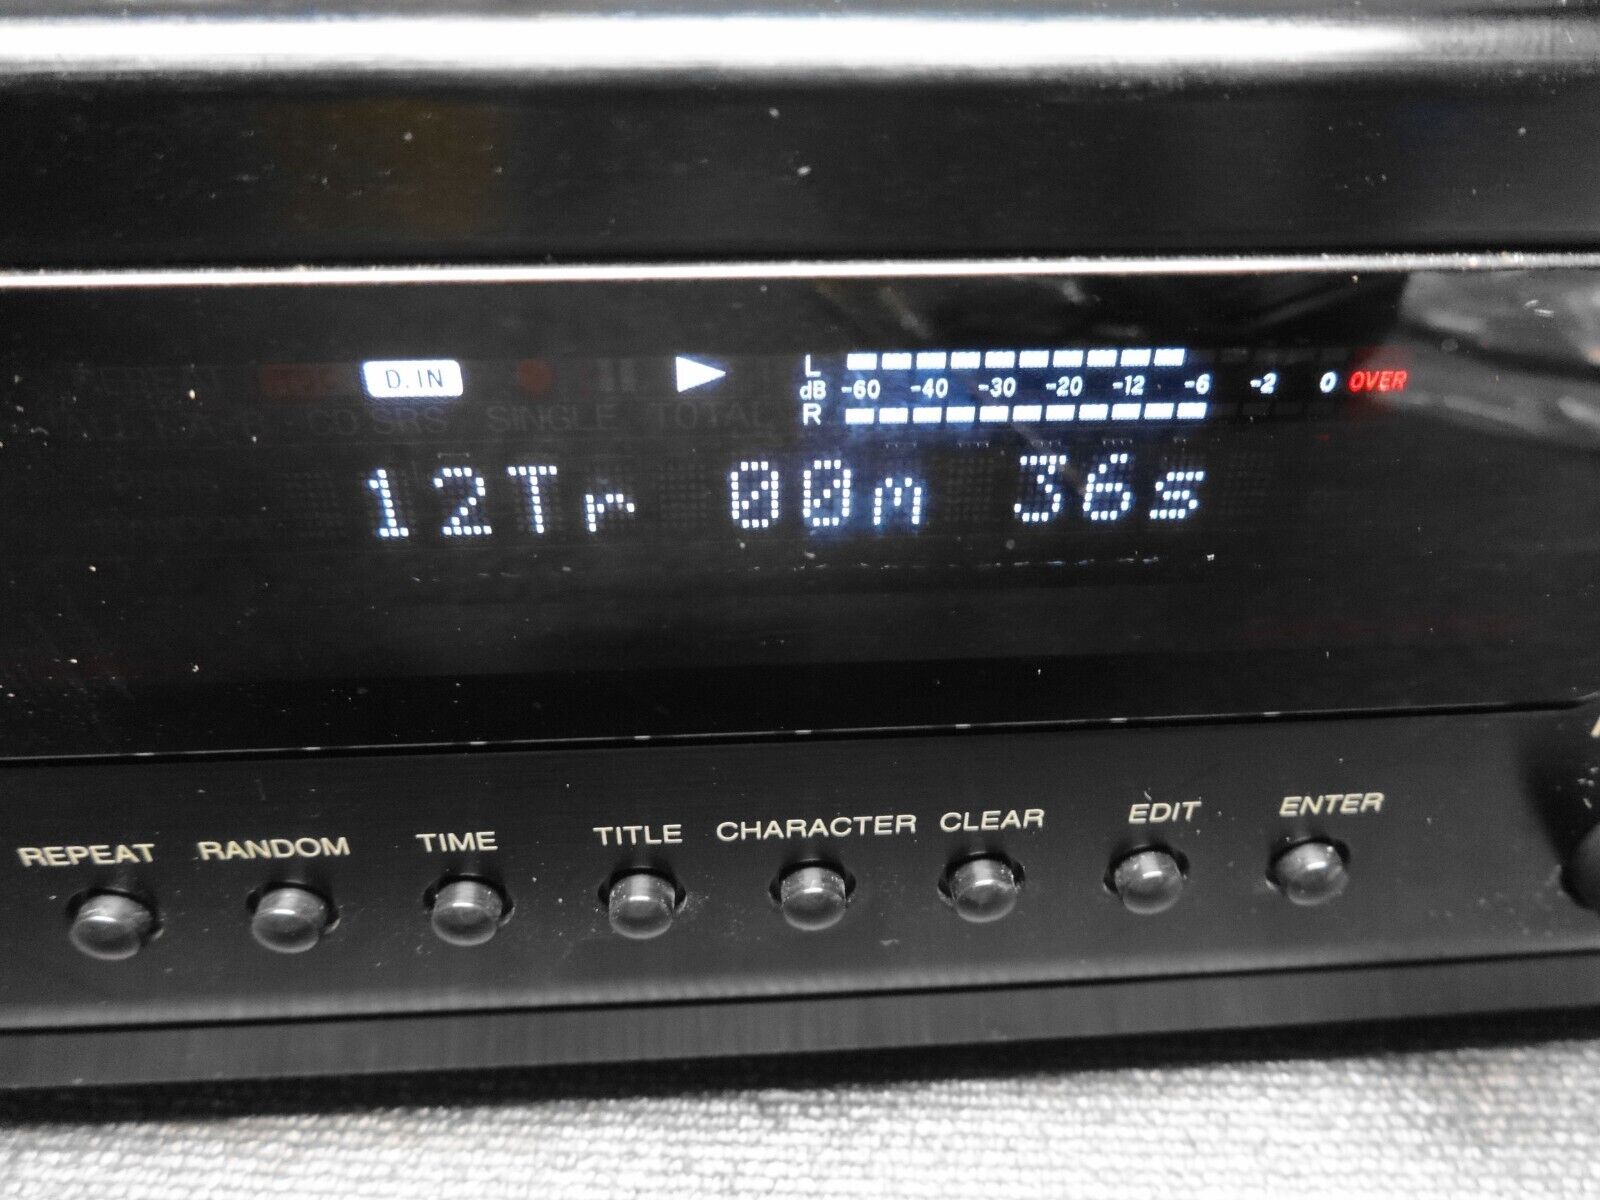 D. IN
L
dB -60 -40 -30 -20 -12 -6 -2 0 OVER
R
CD SRS SINGLE TOTAL
12Tr 00m 36s
REPEAT RANDOM TIME TITLE CHARACTER CLEAR EDIT ENTER